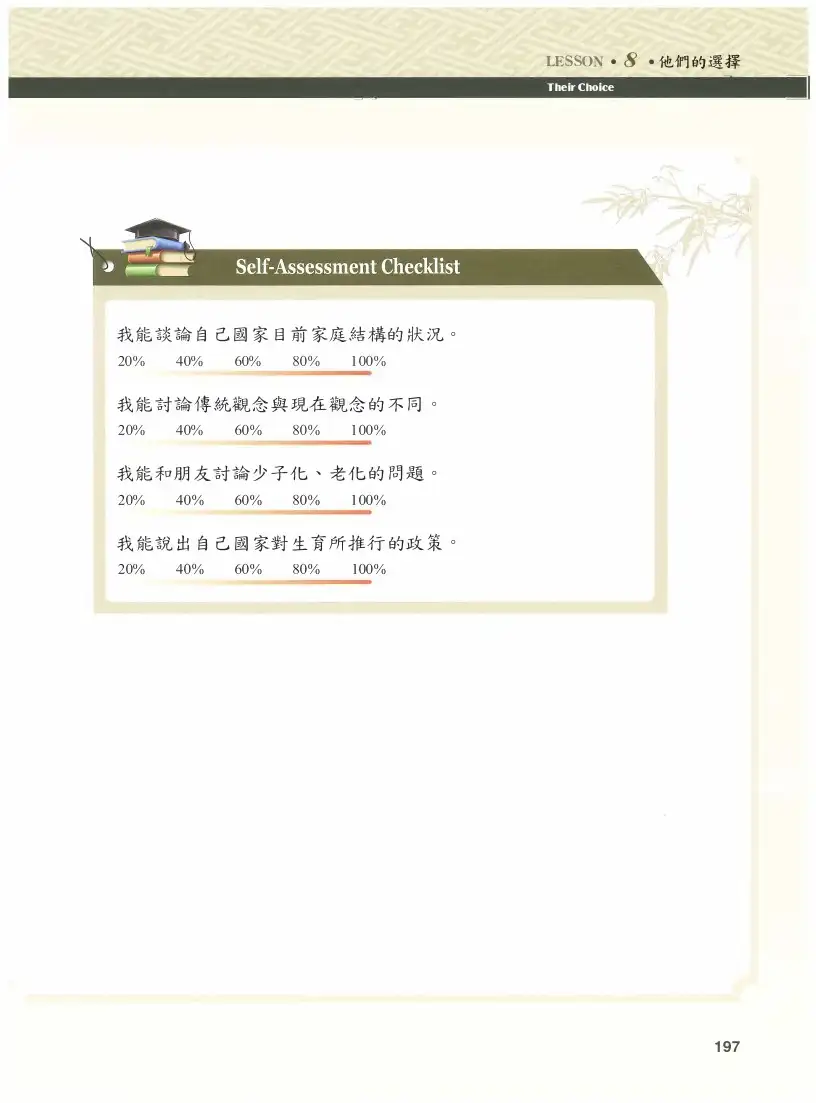 LESSON • 8 • 他們的選擇
Their Choice
Self-Assessment Checklist
我能談論自己國家目前家庭結構的狀況。
20% 40% 60% 80% 100%
我能討論傳統觀念與現在觀念的不同。
20% 40% 60% 80% 100%
我能和朋友討論少子化、老化的問題。
20% 40% 60% 80% 100%
我能說出自己國家對生育所推行的政策。
20% 40% 60% 80% 100%
197